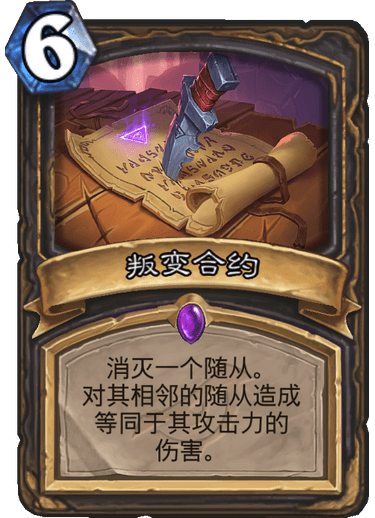 6
叛变合约
消灭一个随从。
对其相邻的随从造成
等同于其攻击力的
伤害。